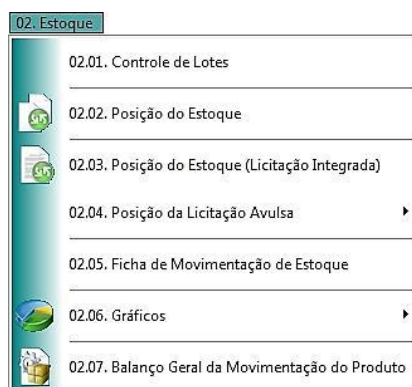 02. Estoque
02.01. Controle de Lotes
02.02. Posição do Estoque
02.03. Posição do Estoque (Licitação Integrada)
02.04. Posição da Licitação Avulsa
02.05. Ficha de Movimentação de Estoque
02.06. Gráficos
02.07. Balanço Geral da Movimentação do Produto